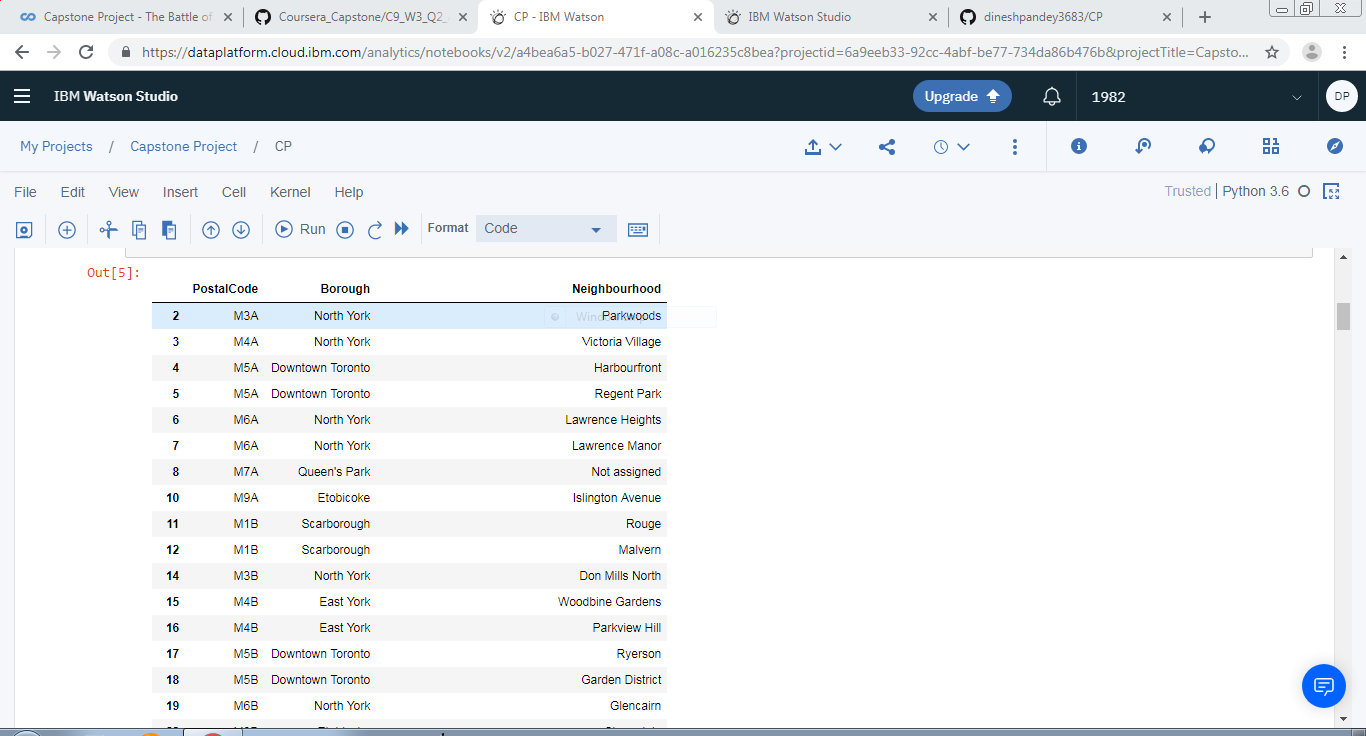 Capstone Project - The Battle of
Coursera_Capstone/C9_W3_Q2_
CP - IBM Watson
IBM Watson Studio
dineshpandey3683/CP
https://dataplatform.cloud.ibm.com/analytics/notebooks/v2/a4bea6a5-b027-471f-a08c-a016235c8bea?projectid=6a9eeb33-92cc-4abf-be77-734da86b476b&projectTitle=Capsto...
IBM Watson Studio
Upgrade
1982
DP
My Projects / Capstone Project / CP
File Edit View Insert Cell Kernel Help
Trusted | Python 3.6
Run
Format
Code
Out[5]:
PostalCode Borough Neighbourhood
2 M3A North York Parkwoods
3 M4A North York Victoria Village
4 M5A Downtown Toronto Harbourfront
5 M5A Downtown Toronto Regent Park
6 M6A North York Lawrence Heights
7 M6A North York Lawrence Manor
8 M7A Queen's Park Not assigned
10 M9A Etobicoke Islington Avenue
11 M1B Scarborough Rouge
12 M1B Scarborough Malvern
14 M3B North York Don Mills North
15 M4B East York Woodbine Gardens
16 M4B East York Parkview Hill
17 M5B Downtown Toronto Ryerson
18 M5B Downtown Toronto Garden District
19 M6B North York Glencairn